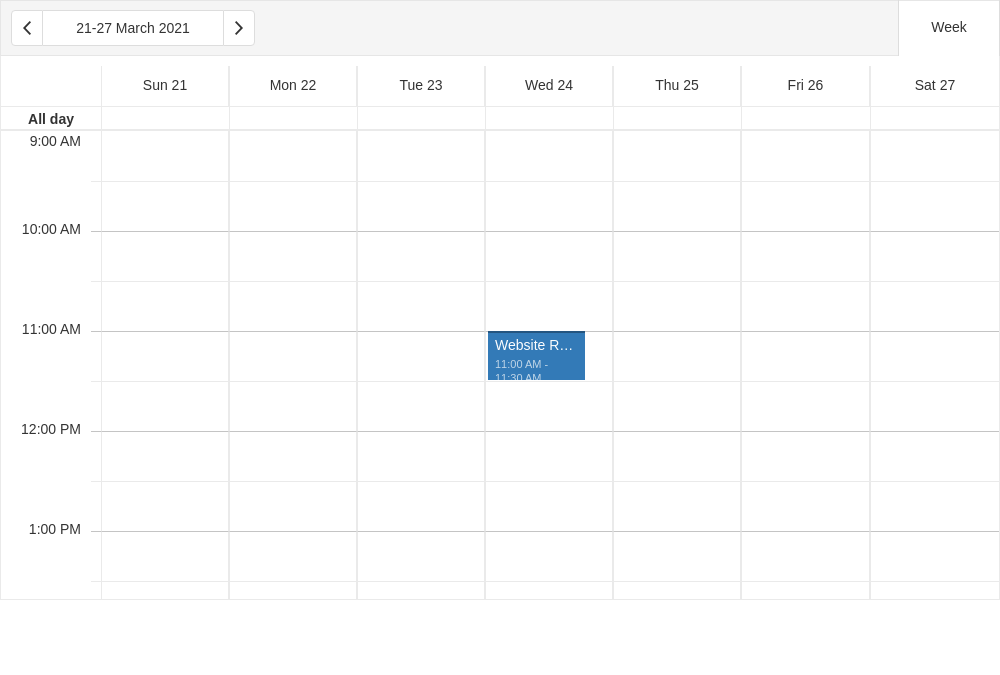 21-27 March 2021
Week
Sun 21
Mon 22
Tue 23
Wed 24
Thu 25
Fri 26
Sat 27
All day
9:00 AM
10:00 AM
11:00 AM
Website R…
11:00 AM -
11:30 AM
12:00 PM
1:00 PM